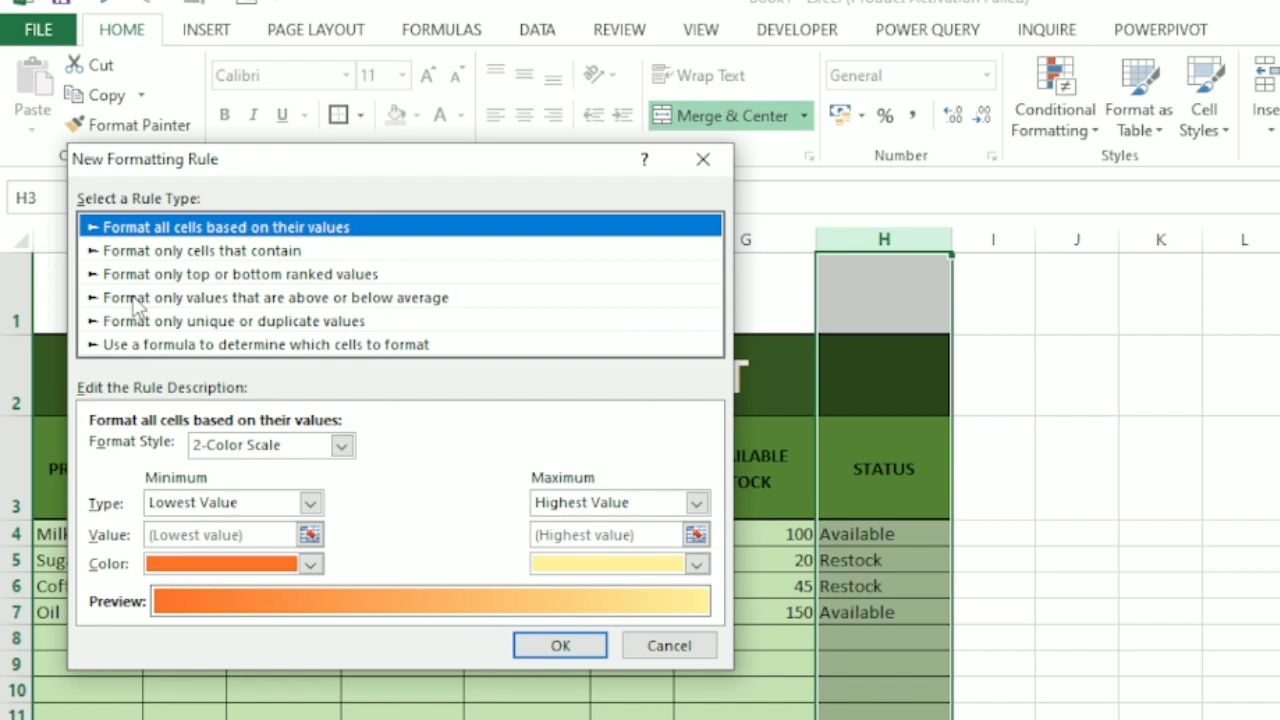 Book1 - Excel (Product Activation Failed)
FILE HOME INSERT PAGE LAYOUT FORMULAS DATA REVIEW VIEW DEVELOPER POWER QUERY INQUIRE POWERPIVOT
Cut
Copy
Format Painter
Paste
Calibri 11
B I U A
Wrap Text
Merge & Center
General
% ,
Number
Conditional Formatting
Format as Table
Cell Styles
Styles
H3
New Formatting Rule ?
Select a Rule Type:
► Format all cells based on their values
► Format only cells that contain
► Format only top or bottom ranked values
► Format only values that are above or below average
► Format only unique or duplicate values
► Use a formula to determine which cells to format
Edit the Rule Description:
Format all cells based on their values:
Format Style: 2-Color Scale
Minimum Maximum
Type: Lowest Value Highest Value
Value: (Lowest value) (Highest value)
Color:
Preview:
OK Cancel
G H I J K L
1
2 T
3 STATUS
4 100 Available
5 20 Restock
6 45 Restock
7 Oil 150 Available
8
9
10
11